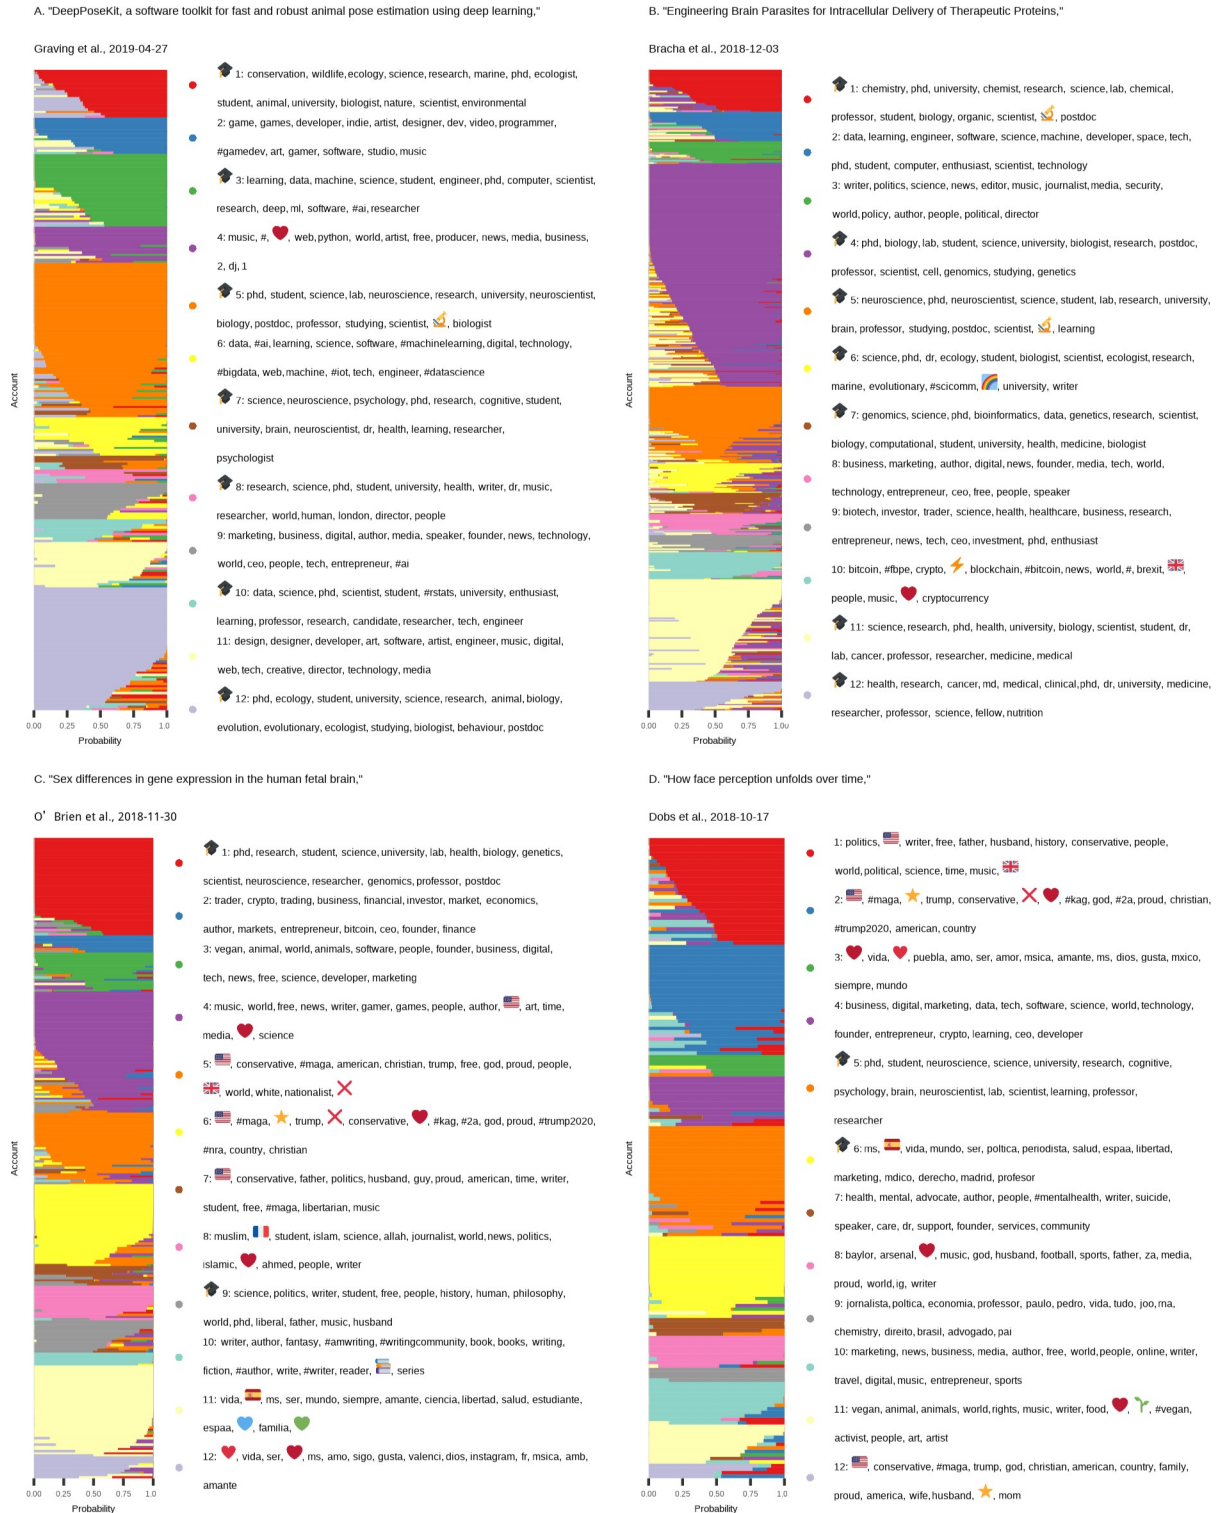 A. "DeepPoseKit, a software toolkit for fast and robust animal pose estimation using deep learning,"
Graving et al., 2019-04-27
🎓 1: conservation, wildlife, ecology, science, research, marine, phd, ecologist,
student, animal, university, biologist, nature, scientist, environmental
2: game, games, developer, indie, artist, designer, dev, video, programmer,
#gamedev, art, gamer, software, studio, music
🎓 3: learning, data, machine, science, student, engineer, phd, computer, scientist,
research, deep, ml, software, #ai, researcher
4: music, #, ❤, web, python, world, artist, free, producer, news, media, business,
2, dj, 1
🎓 5: phd, student, science, lab, neuroscience, research, university, neuroscientist,
biology, postdoc, professor, studying, scientist, 🔬, biologist
6: data, #ai, learning, science, software, #machinelearning, digital, technology,
#bigdata, web, machine, #iot, tech, engineer, #datascience
🎓 7: science, neuroscience, psychology, phd, research, cognitive, student,
university, brain, neuroscientist, dr, health, learning, researcher,
psychologist
🎓 8: research, science, phd, student, university, health, writer, dr, music,
researcher, world, human, london, director, people
9: marketing, business, digital, author, media, speaker, founder, news, technology,
world, ceo, people, tech, entrepreneur, #ai
🎓 10: data, science, phd, scientist, student, #rstats, university, enthusiast,
learning, professor, research, candidate, researcher, tech, engineer
11: design, designer, developer, art, software, artist, engineer, music, digital,
web, tech, creative, director, technology, media
🎓 12: phd, ecology, student, university, science, research, animal, biology,
evolution, evolutionary, ecologist, studying, biologist, behaviour, postdoc
Account
0.00 0.25 0.50 0.75 1.0
Probability
B. "Engineering Brain Parasites for Intracellular Delivery of Therapeutic Proteins,"
Bracha et al., 2018-12-03
🎓 1: chemistry, phd, university, chemist, research, science, lab, chemical,
professor, student, biology, organic, scientist, 🔬, postdoc
2: data, learning, engineer, software, science, machine, developer, space, tech,
phd, student, computer, enthusiast, scientist, technology
3: writer, politics, science, news, editor, music, journalist, media, security,
world, policy, author, people, political, director
🎓 4: phd, biology, lab, student, science, university, biologist, research, postdoc,
professor, scientist, cell, genomics, studying, genetics
🎓 5: neuroscience, phd, neuroscientist, science, student, lab, research, university,
brain, professor, studying, postdoc, scientist, 🔬, learning
🎓 6: science, phd, dr, ecology, student, biologist, scientist, ecologist, research,
marine, evolutionary, #scicomm, 🌈, university, writer
🎓 7: genomics, science, phd, bioinformatics, data, genetics, research, scientist,
biology, computational, student, university, health, medicine, biologist
8: business, marketing, author, digital, news, founder, media, tech, world,
technology, entrepreneur, ceo, free, people, speaker
9: biotech, investor, trader, science, health, healthcare, business, research,
entrepreneur, news, tech, ceo, investment, phd, enthusiast
10: bitcoin, #fbpe, crypto, ⚡, blockchain, #bitcoin, news, world, #, brexit, 🇬🇧,
people, music, ❤, cryptocurrency
🎓 11: science, research, phd, health, university, biology, scientist, student, dr,
lab, cancer, professor, researcher, medicine, medical
🎓 12: health, research, cancer, md, medical, clinical, phd, dr, university, medicine,
researcher, professor, science, fellow, nutrition
Account
0.00 0.25 0.50 0.75 1.0
Probability
C. "Sex differences in gene expression in the human fetal brain,"
O' Brien et al., 2018-11-30
🎓 1: phd, research, student, science, university, lab, health, biology, genetics,
scientist, neuroscience, researcher, genomics, professor, postdoc
2: trader, crypto, trading, business, financial, investor, market, economics,
author, markets, entrepreneur, bitcoin, ceo, founder, finance
3: vegan, animal, world, animals, software, people, founder, business, digital,
tech, news, free, science, developer, marketing
4: music, world, free, news, writer, gamer, games, people, author, 🇺🇸, art, time,
media, ❤, science
5: 🇺🇸, conservative, #maga, american, christian, trump, free, god, proud, people,
🇬🇧, world, white, nationalist, ❌
6: 🇺🇸, #maga, ⭐, trump, ❌, conservative, ❤, #kag, #2a, god, proud, #trump2020,
#nra, country, christian
7: 🇺🇸, conservative, father, politics, husband, guy, proud, american, time, writer,
student, free, #maga, libertarian, music
8: muslim, 🇫🇷, student, islam, science, allah, journalist, world, news, politics,
islamic, ❤, ahmed, people, writer
🎓 9: science, politics, writer, student, free, people, history, human, philosophy,
world, phd, liberal, father, music, husband
10: writer, author, fantasy, #amwriting, #writingcommunity, book, books, writing,
fiction, #author, write, #writer, reader, 📚, series
11: vida, 🇪🇸, ms, ser, mundo, siempre, amante, ciencia, libertad, salud, estudiante,
espaa, 💙, familia, 💚
12: ♥, vida, ser, ❤, ms, amo, sigo, gusta, valenci, dios, instagram, fr, msica, amb,
amante
Account
0.00 0.25 0.50 0.75 1.0
Probability
D. "How face perception unfolds over time,"
Dobs et al., 2018-10-17
1: politics, 🇺🇸, writer, free, father, husband, history, conservative, people,
world, political, science, time, music, 🇬🇧
2: 🇺🇸, #maga, ⭐, trump, conservative, ❌, ❤, #kag, god, #2a, proud, christian,
#trump2020, american, country
3: ❤, vida, ♥, puebla, amo, ser, amor, msica, amante, ms, dios, gusta, mxico,
siempre, mundo
4: business, digital, marketing, data, tech, software, science, world, technology,
founder, entrepreneur, crypto, learning, ceo, developer
🎓 5: phd, student, neuroscience, science, university, research, cognitive,
psychology, brain, neuroscientist, lab, scientist, learning, professor,
researcher
🎓 6: ms, 🇪🇸, vida, mundo, ser, poltica, periodista, salud, espaa, libertad,
marketing, mdico, derecho, madrid, profesor
7: health, mental, advocate, author, people, #mentalhealth, writer, suicide,
speaker, care, dr, support, founder, services, community
8: baylor, arsenal, ❤, music, god, husband, football, sports, father, za, media,
proud, world, ig, writer
9: jornalista, poltica, economia, professor, paulo, pedro, vida, tudo, joo, rna,
chemistry, direito, brasil, advogado, pai
10: marketing, news, business, media, author, free, world, people, online, writer,
travel, digital, music, entrepreneur, sports
11: vegan, animal, animals, world, rights, music, writer, food, ❤, 🌱, #vegan,
activist, people, art, artist
12: 🇺🇸, conservative, #maga, trump, god, christian, american, country, family,
proud, america, wife, husband, ⭐, mom
Account
0.00 0.25 0.50 0.75 1.0
Probability